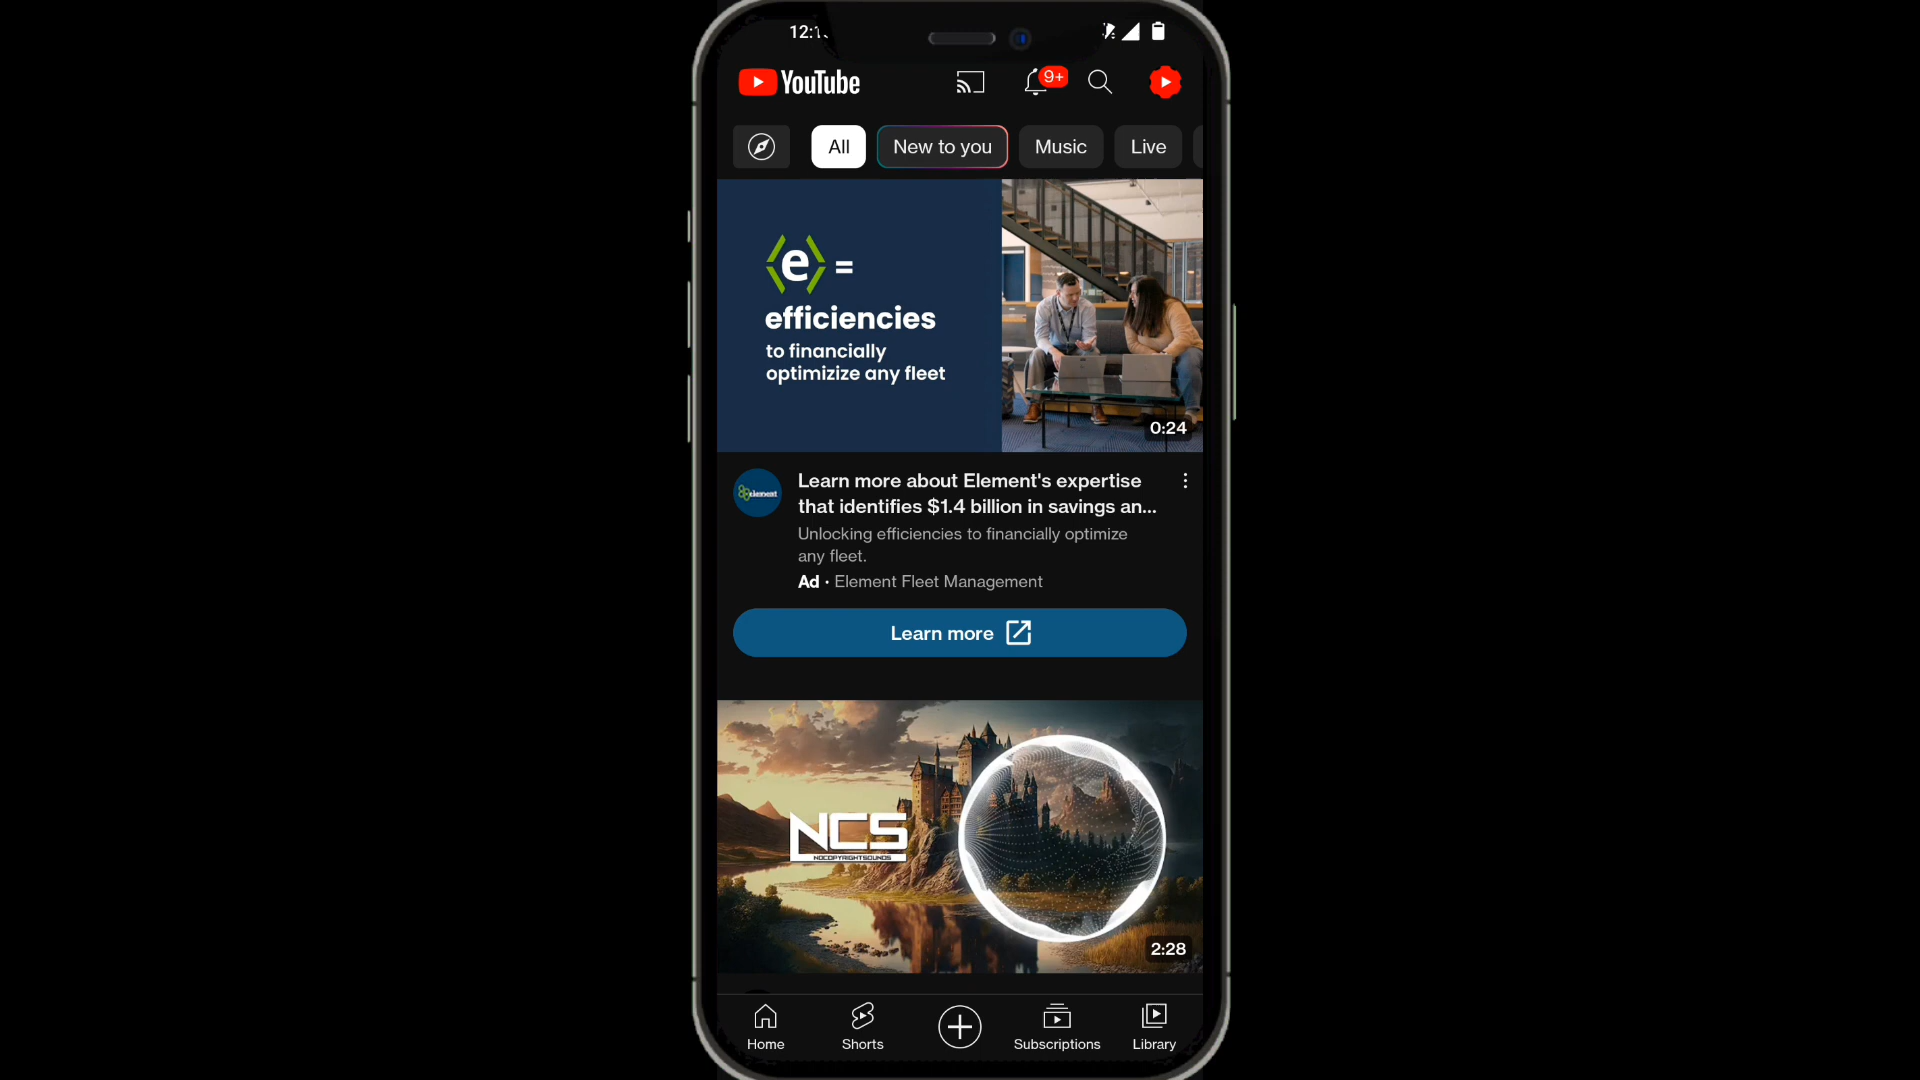 YouTube
9+
All
New to you
Music
Live
e =
efficiencies
to financially
optimizize any fleet
0:24
element
Learn more about Element's expertise
that identifies $1.4 billion in savings an...
Unlocking efficiencies to financially optimize
any fleet.
Ad · Element Fleet Management
Learn more
NCS
NOCOPYRIGHTSOUNDS
2:28
Home
Shorts
Subscriptions
Library